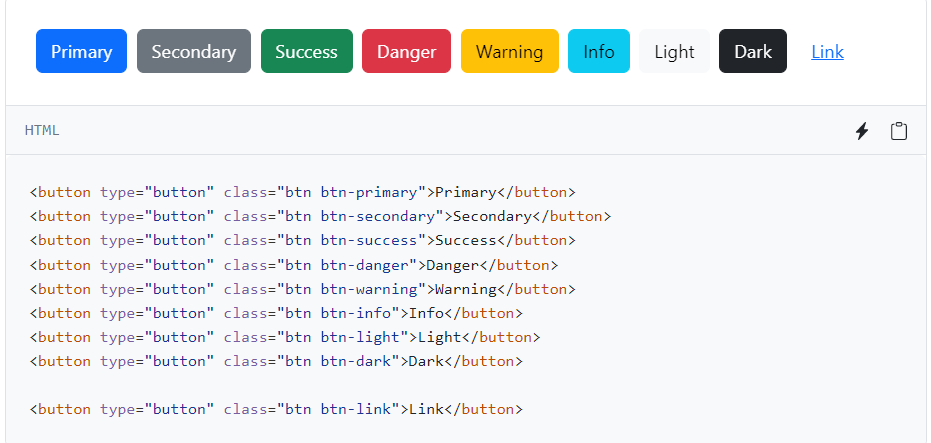 Primary Secondary Success Danger Warning Info Light Dark Link
HTML
<button type="button" class="btn btn-primary">Primary</button>
<button type="button" class="btn btn-secondary">Secondary</button>
<button type="button" class="btn btn-success">Success</button>
<button type="button" class="btn btn-danger">Danger</button>
<button type="button" class="btn btn-warning">Warning</button>
<button type="button" class="btn btn-info">Info</button>
<button type="button" class="btn btn-light">Light</button>
<button type="button" class="btn btn-dark">Dark</button>
<button type="button" class="btn btn-link">Link</button>